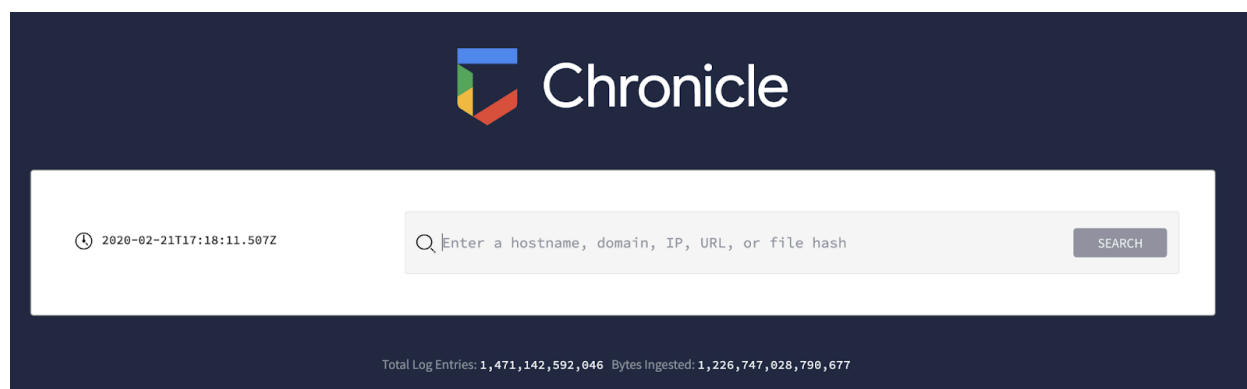 Chronicle
2020-02-21T17:18:11.507Z
Enter a hostname, domain, IP, URL, or file hash
SEARCH
Total Log Entries: 1,471,142,592,046 Bytes Ingested: 1,226,747,028,790,677